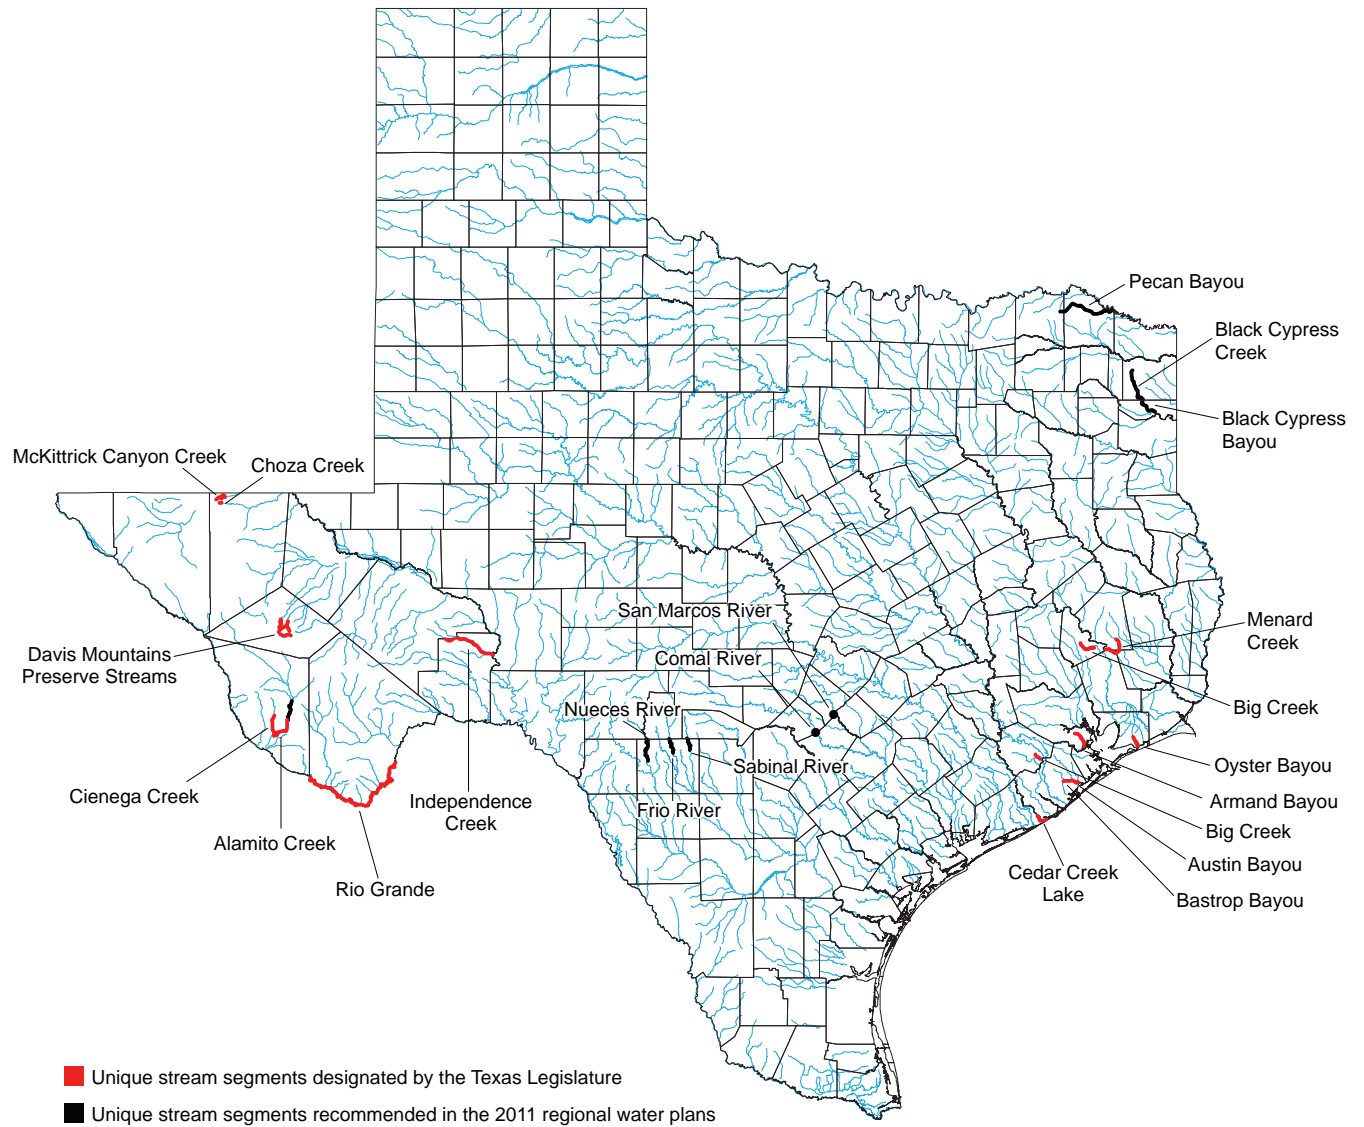 Pecan Bayou
Black Cypress
Creek
Black Cypress
Bayou
McKittrick Canyon Creek
Choza Creek
San Marcos River
Menard
Creek
Davis Mountains
Preserve Streams
Comal River
Nueces River
Big Creek
Sabinal River
Oyster Bayou
Cienega Creek
Independence
Creek
Frio River
Armand Bayou
Big Creek
Alamito Creek
Austin Bayou
Cedar Creek
Lake
Rio Grande
Bastrop Bayou
Unique stream segments designated by the Texas Legislature
Unique stream segments recommended in the 2011 regional water plans